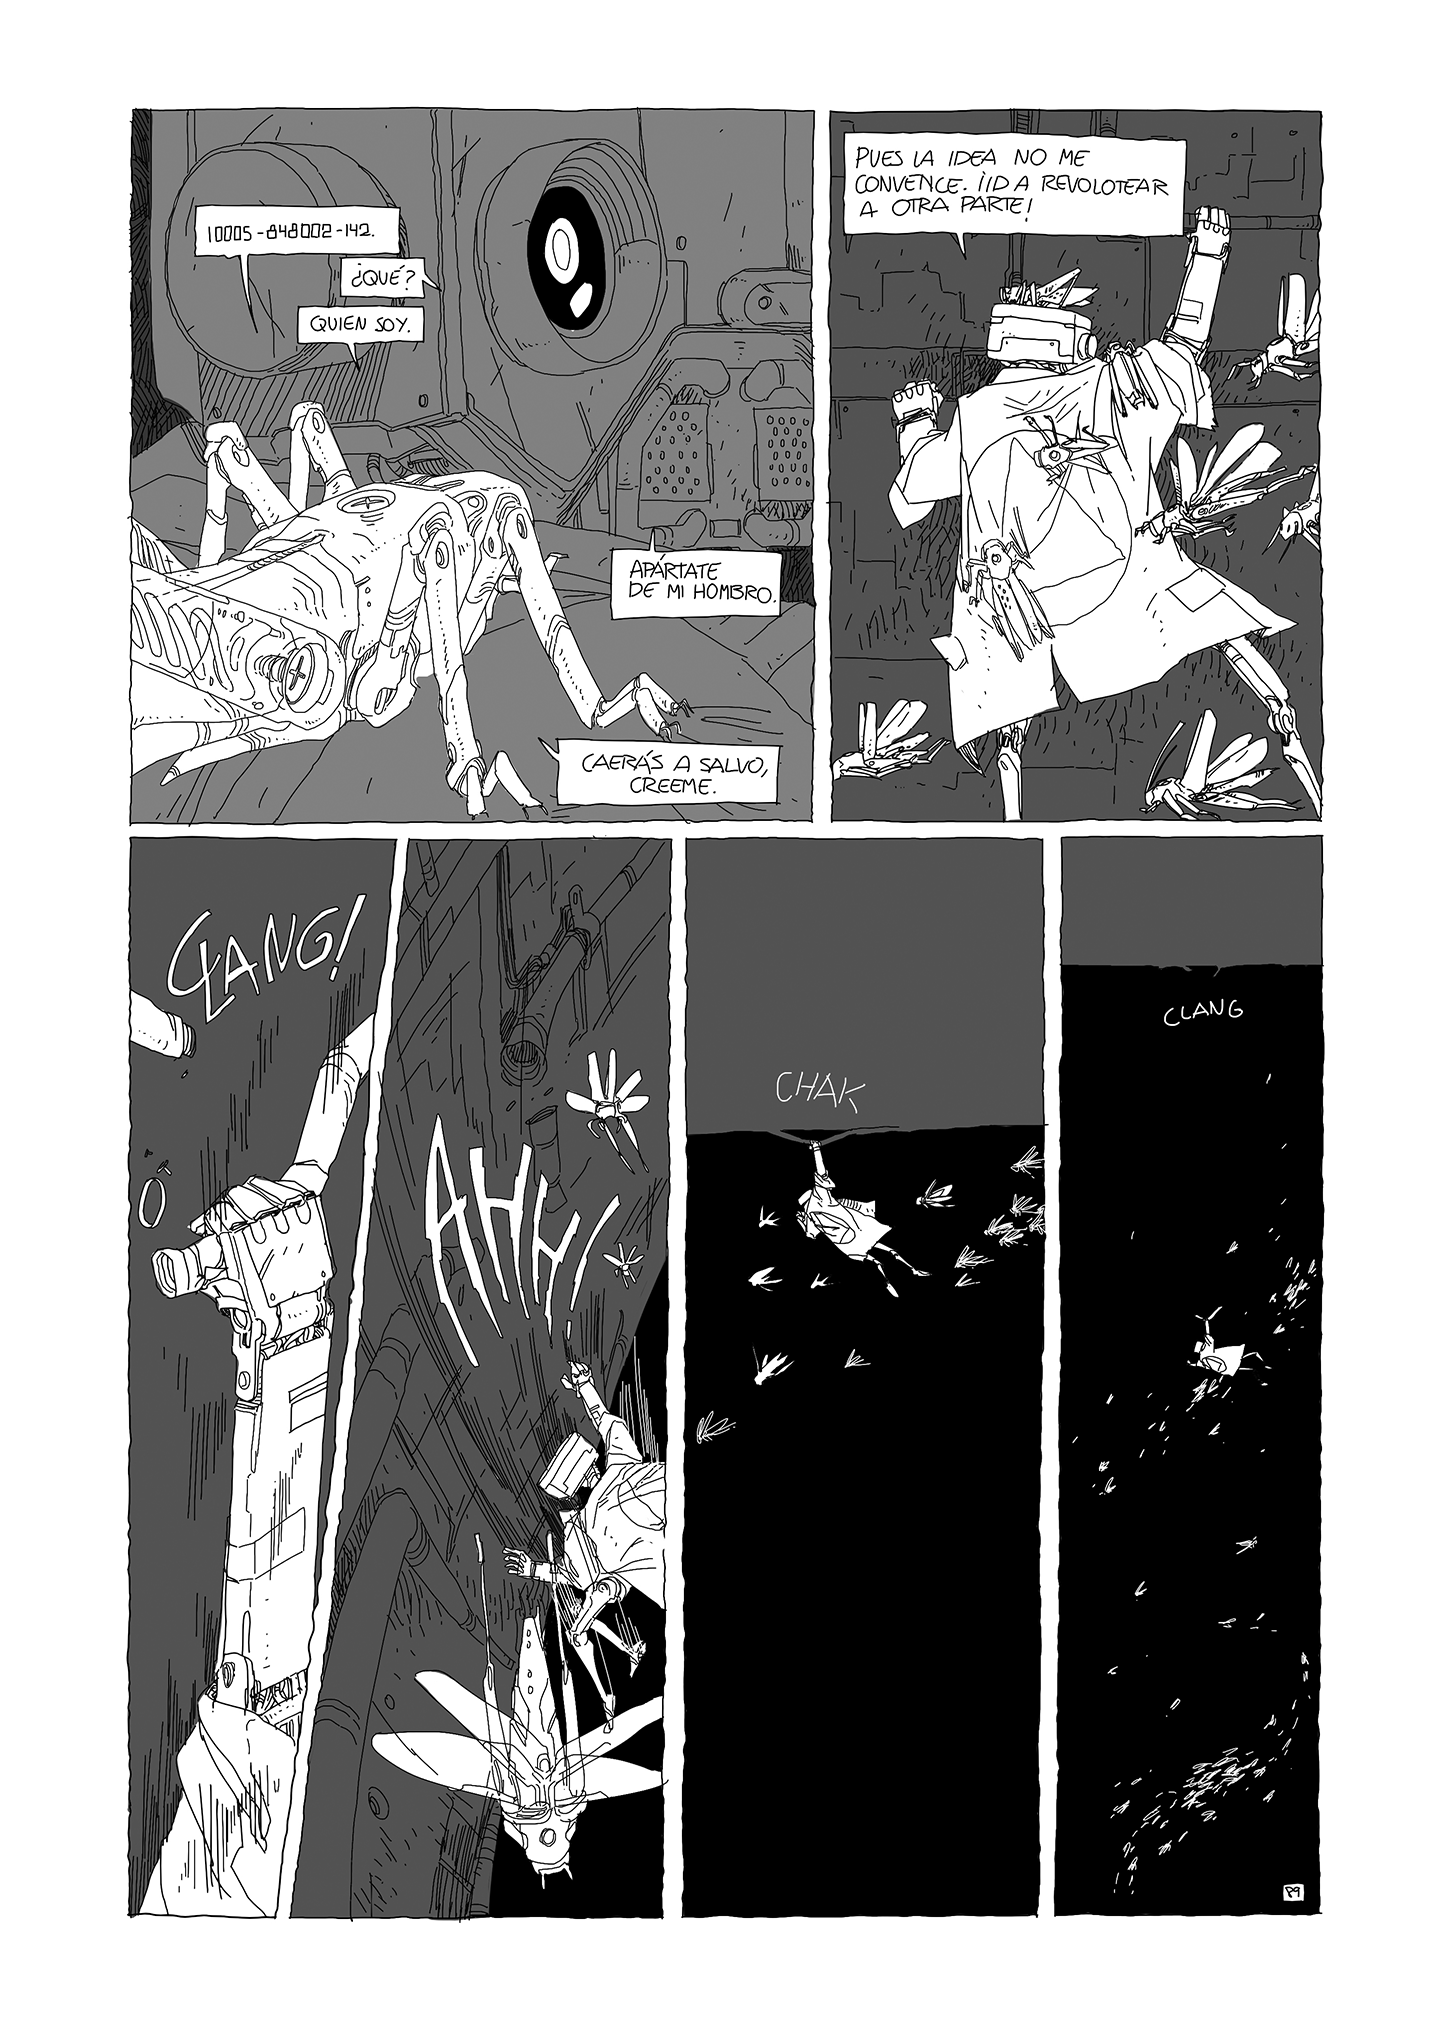 10005-848002-142.
¿QUÉ?
QUIEN SOY.
APÁRTATE
DE MI HOMBRO.
CAERÁS A SALVO,
CREEME.
PUES LA IDEA NO ME
CONVENCE. ¡ID A REVOLOTEAR
A OTRA PARTE!
CLANG!
Ô
AHH!
CHAK
CLANG
P9